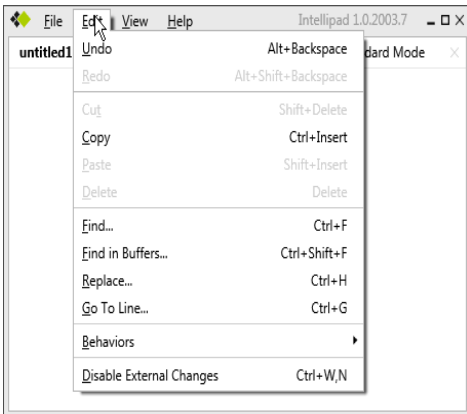 File Edit View Help Intellipad 1.0.2003.7
untitled1 dard Mode
Undo Alt+Backspace
Redo Alt+Shift+Backspace
Cut Shift+Delete
Copy Ctrl+Insert
Paste Shift+Insert
Delete Delete
Find... Ctrl+F
Find in Buffers... Ctrl+Shift+F
Replace... Ctrl+H
Go To Line... Ctrl+G
Behaviors
Disable External Changes Ctrl+W,N